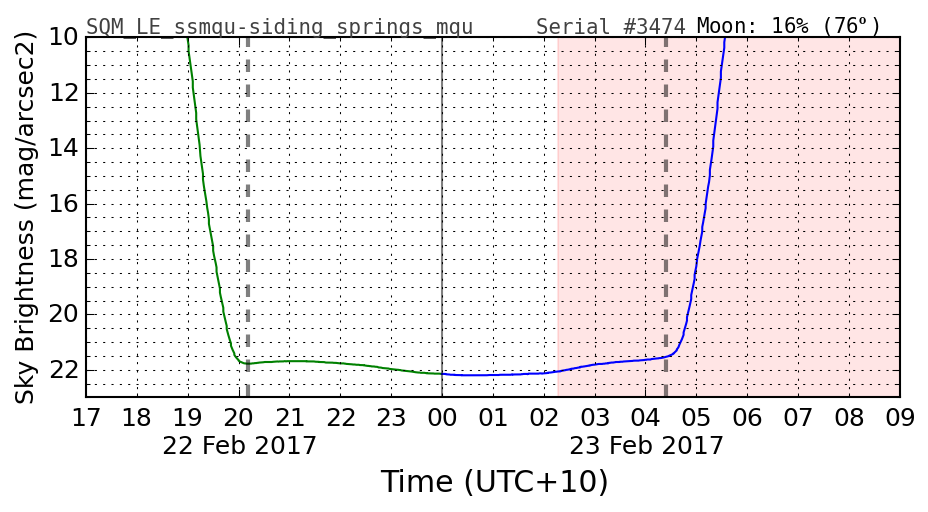 SQM_LE_ssmqu-siding_springs_mqu Serial #3474 Moon: 16% (76°)
Sky Brightness (mag/arcsec2)
10
12
14
16
18
20
22
17 18 19 20 21 22 23 00 01 02 03 04 05 06 07 08 09
22 Feb 2017 23 Feb 2017
Time (UTC+10)